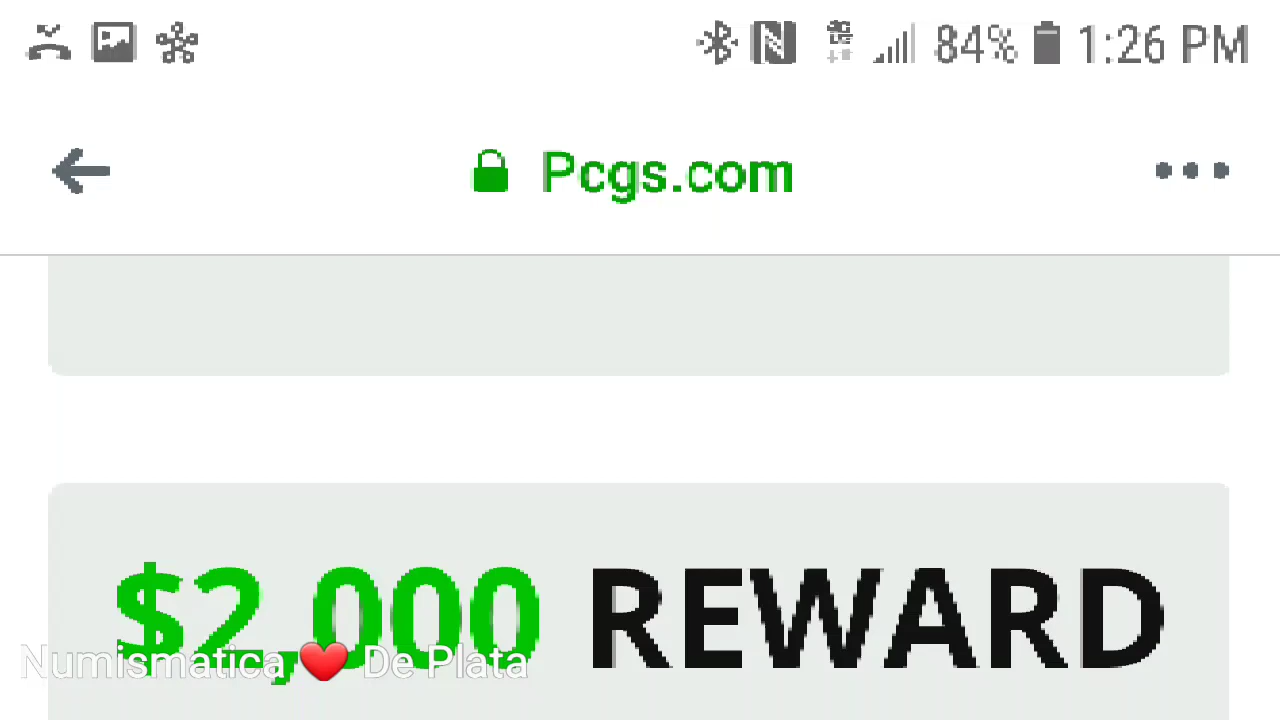 84% 1:26 PM
Pcgs.com
$2,000 REWARD
Numismatica❤️ De Plata